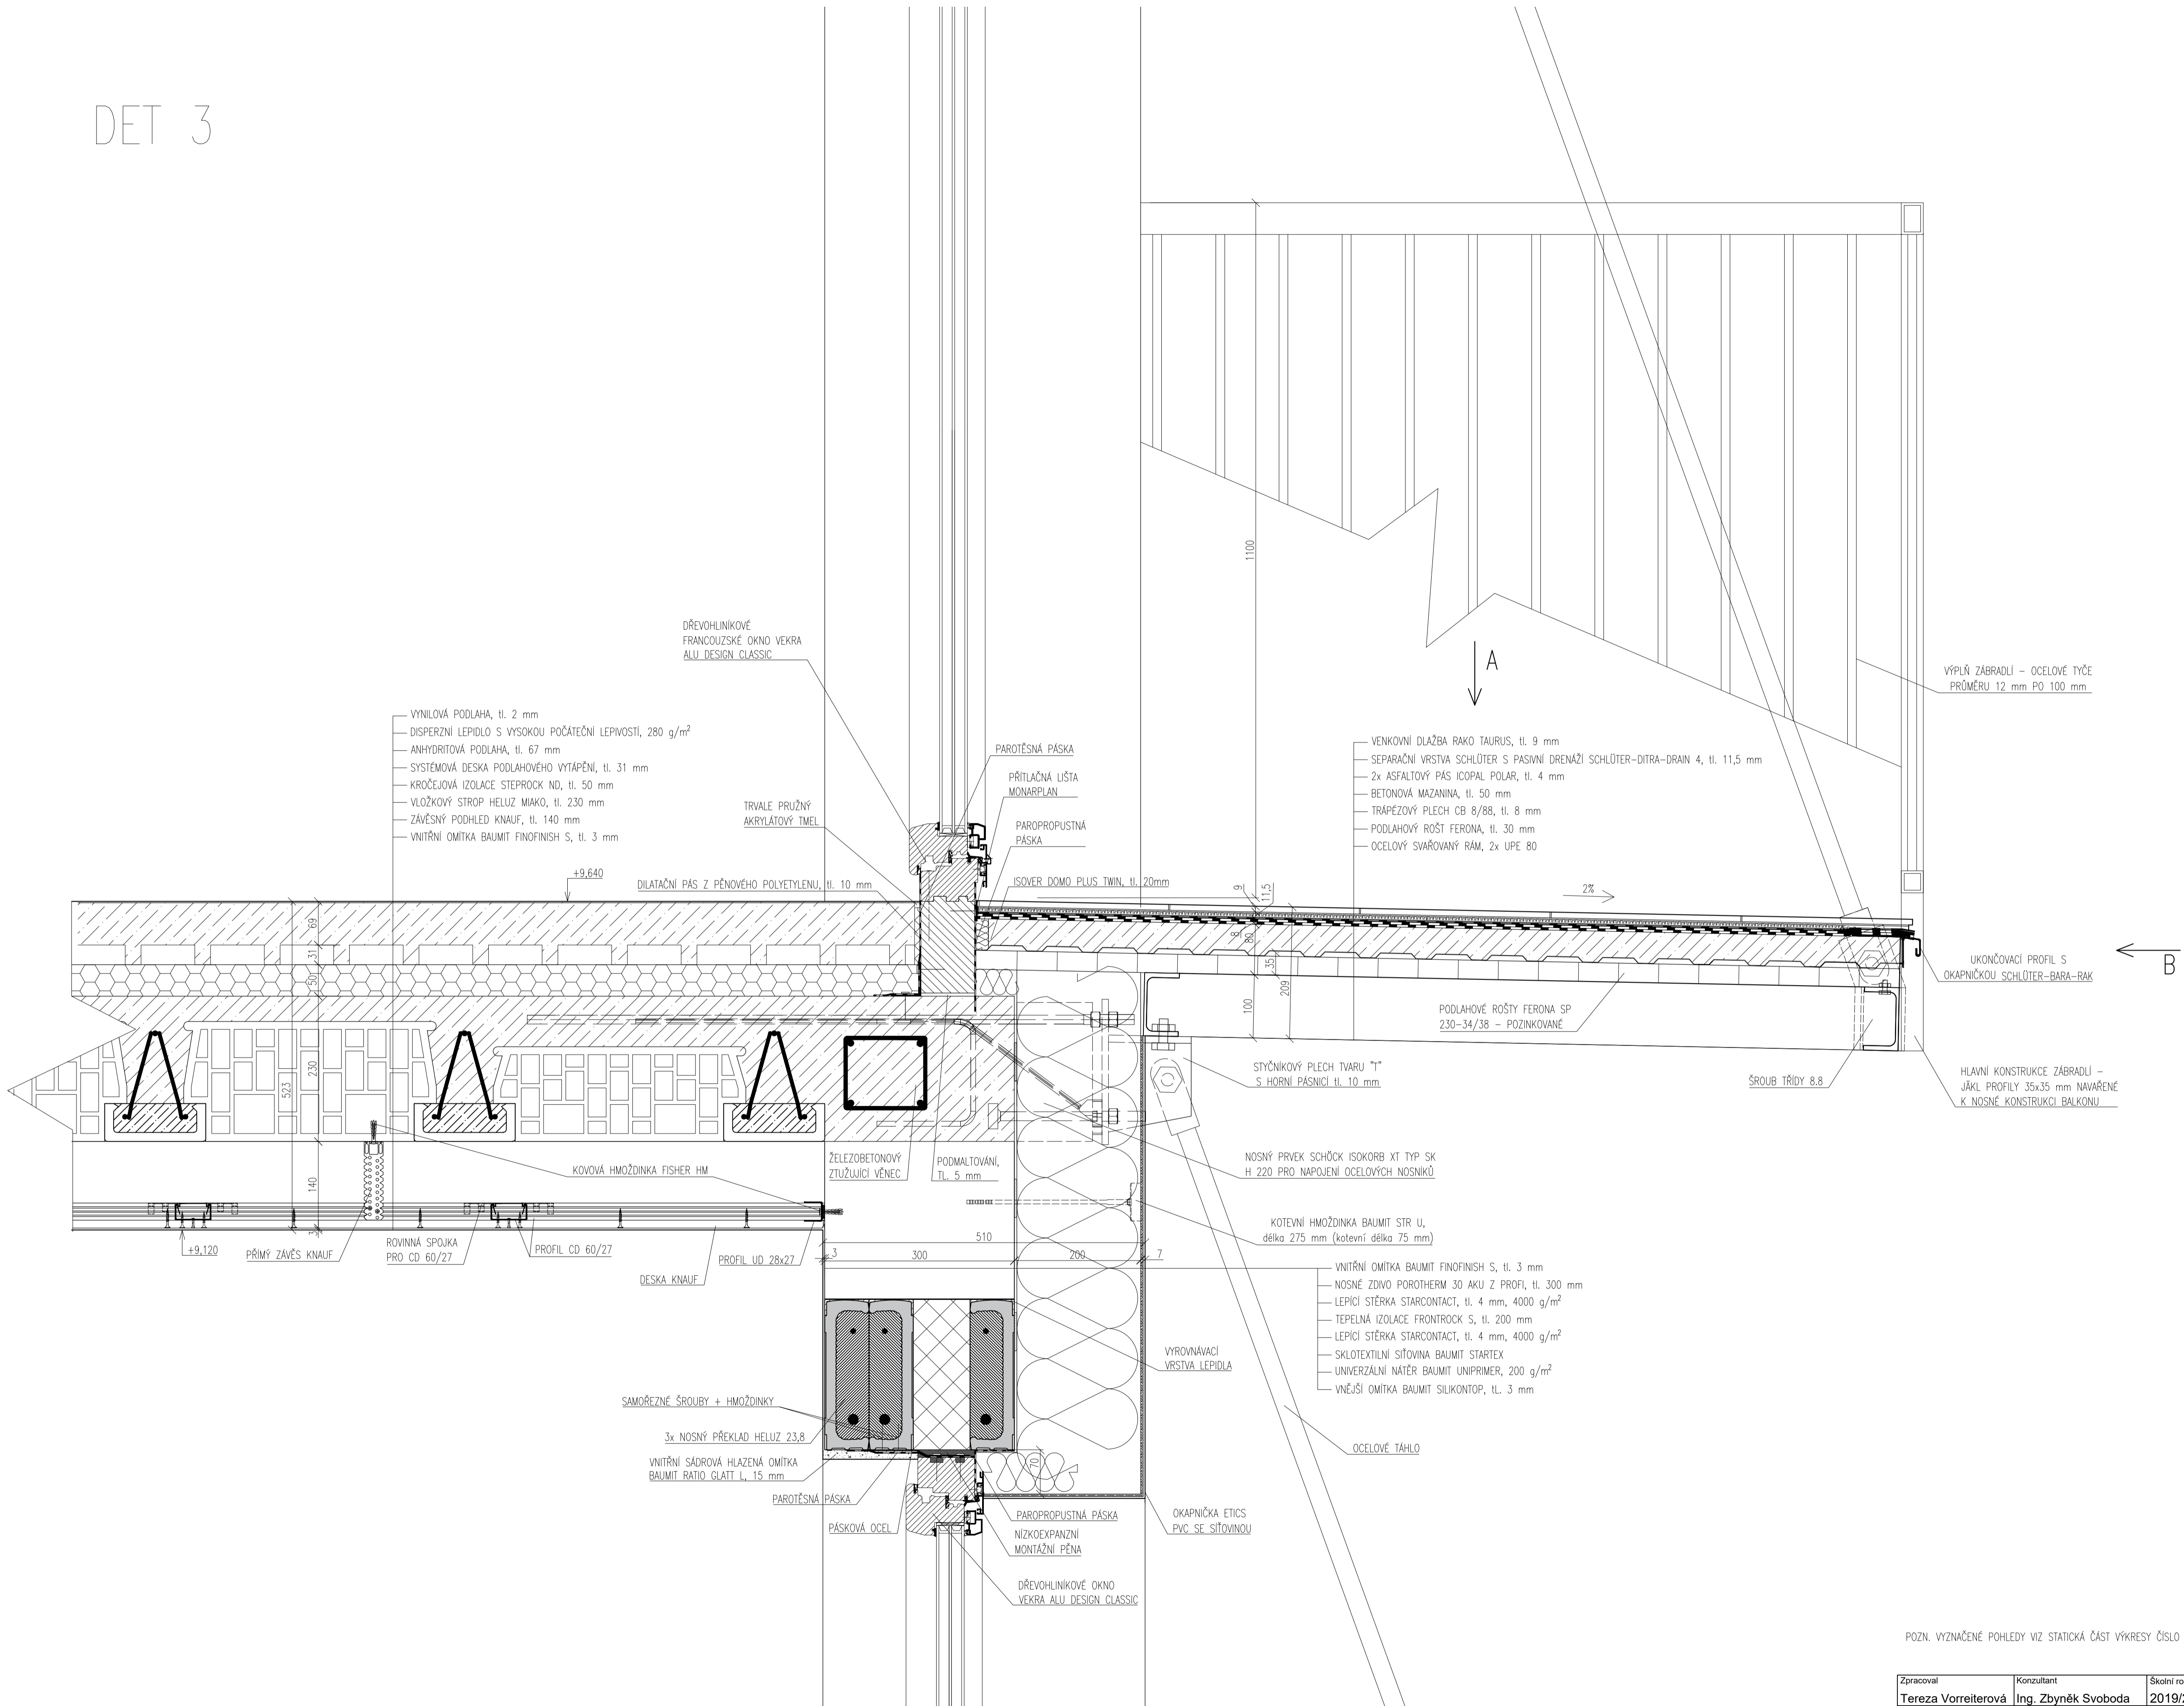 DET 3
1100
A
DŘEVOHLINÍKOVÉ
FRANCOUZSKÉ OKNO VEKRA
ALU DESIGN CLASSIC
VÝPLŇ ZÁBRADLÍ – OCELOVÉ TYČE
PRŮMĚRU 12 mm PO 100 mm
VYNILOVÁ PODLAHA, tl. 2 mm
DISPERZNÍ LEPIDLO S VYSOKOU POČÁTEČNÍ LEPIVOSTÍ, 280 g/m²
ANHYDRITOVÁ PODLAHA, tl. 67 mm
SYSTÉMOVÁ DESKA PODLAHOVÉHO VYTÁPĚNÍ, tl. 31 mm
KROČEJOVÁ IZOLACE STEPROCK ND, tl. 50 mm
VLOŽKOVÝ STROP HELUZ MIAKO, tl. 230 mm
ZÁVĚSNÝ PODHLED KNAUF, tl. 140 mm
VNITŘNÍ OMÍTKA BAUMIT FINOFINISH S, tl. 3 mm
TRVALE PRUŽNÝ
AKRYLÁTOVÝ TMEL
PAROTĚSNÁ PÁSKA
PŘÍTLAČNÁ LIŠTA
MONARPLAN
PAROPROPUSTNÁ
PÁSKA
VENKOVNÍ DLAŽBA RAKO TAURUS, tl. 9 mm
SEPARAČNÍ VRSTVA SCHLÜTER S PASIVNÍ DRENÁŽÍ SCHLÜTER-DITRA-DRAIN 4, tl. 11,5 mm
2x ASFALTOVÝ PÁS ICOPAL POLAR, tl. 4 mm
BETONOVÁ MAZANINA, tl. 50 mm
TRÁPÉZOVÝ PLECH CB 8/88, tl. 8 mm
PODLAHOVÝ ROŠT FERONA, tl. 30 mm
OCELOVÝ SVAŘOVANÝ RÁM, 2x UPE 80
+9,640
DILATAČNÍ PÁS Z PĚNOVÉHO POLYETYLENU, tl. 10 mm
ISOVER DOMO PLUS TWIN, tl. 20mm
9
11,5
2%
69
31
50
230
523
140
3
8
80
35
100
209
B
UKONČOVACÍ PROFIL S
OKAPNIČKOU SCHLÜTER-BARA-RAK
PODLAHOVÉ ROŠTY FERONA SP
230-34/38 – POZINKOVANÉ
STYČNÍKOVÝ PLECH TVARU "T"
S HORNÍ PÁSNICÍ tl. 10 mm
ŠROUB TŘÍDY 8.8
HLAVNÍ KONSTRUKCE ZÁBRADLÍ –
JÄKL PROFILY 35x35 mm NAVAŘENÉ
K NOSNÉ KONSTRUKCI BALKONU
KOVOVÁ HMOŽDINKA FISHER HM
ŽELEZOBETONOVÝ
ZTUŽUJÍCÍ VĚNEC
PODMALTOVÁNÍ,
TL. 5 mm
NOSNÝ PRVEK SCHÖCK ISOKORB XT TYP SK
H 220 PRO NAPOJENÍ OCELOVÝCH NOSNÍKŮ
KOTEVNÍ HMOŽDINKA BAUMIT STR U,
délka 275 mm (kotevní délka 75 mm)
+9,120
PŘÍMÝ ZÁVĚS KNAUF
ROVINNÁ SPOJKA
PRO CD 60/27
PROFIL CD 60/27
DESKA KNAUF
PROFIL UD 28x27
510
3
300
200
7
VNITŘNÍ OMÍTKA BAUMIT FINOFINISH S, tl. 3 mm
NOSNÉ ZDIVO POROTHERM 30 AKU Z PROFI, tl. 300 mm
LEPÍCÍ STĚRKA STARCONTACT, tl. 4 mm, 4000 g/m²
TEPELNÁ IZOLACE FRONTROCK S, tl. 200 mm
LEPÍCÍ STĚRKA STARCONTACT, tl. 4 mm, 4000 g/m²
SKLOTEXTILNÍ SÍŤOVINA BAUMIT STARTEX
UNIVERZÁLNÍ NÁTĚR BAUMIT UNIPRIMER, 200 g/m²
VNĚJŠÍ OMÍTKA BAUMIT SILIKONTOP, tL. 3 mm
VYROVNÁVACÍ
VRSTVA LEPIDLA
SAMOŘEZNÉ ŠROUBY + HMOŽDINKY
3x NOSNÝ PŘEKLAD HELUZ 23,8
VNITŘNÍ SÁDROVÁ HLAZENÁ OMÍTKA
BAUMIT RATIO GLATT L, 15 mm
PAROTĚSNÁ PÁSKA
PÁSKOVÁ OCEL
70
OCELOVÉ TÁHLO
PAROPROPUSTNÁ PÁSKA
NÍZKOEXPANZNÍ
MONTÁŽNÍ PĚNA
OKAPNIČKA ETICS
PVC SE SÍŤOVINOU
DŘEVOHLINÍKOVÉ OKNO
VEKRA ALU DESIGN CLASSIC
POZN. VYZNAČENÉ POHLEDY VIZ STATICKÁ ČÁST VÝKRESY ČÍSLO
Zpracoval
Konzultant
Školní ro
Tereza Vorreiterová
Ing. Zbyněk Svoboda
2019/